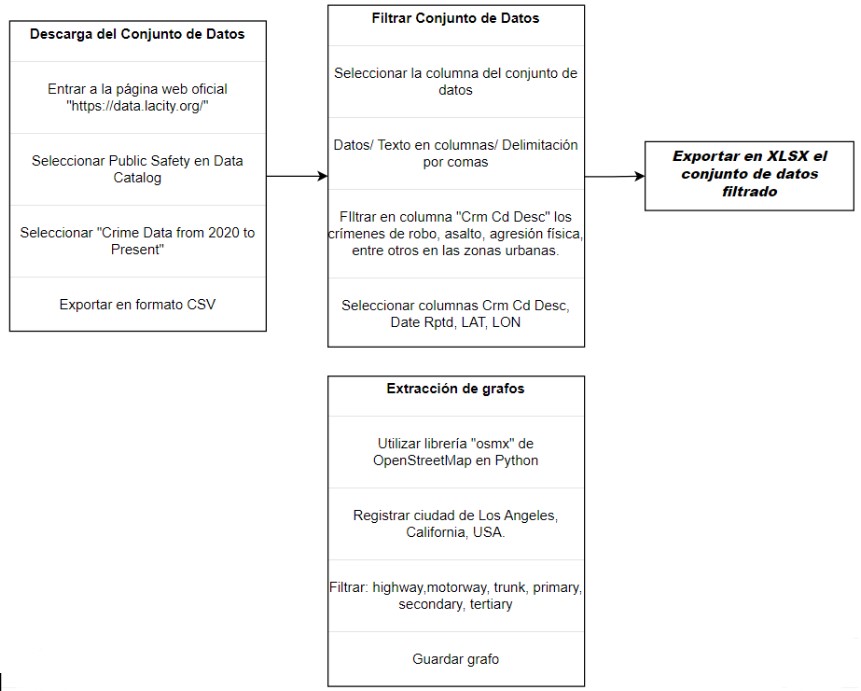 Descarga del Conjunto de Datos
Entrar a la página web oficial
"https://data.lacity.org/"
Seleccionar Public Safety en Data
Catalog
Seleccionar "Crime Data from 2020 to
Present"
Exportar en formato CSV
Filtrar Conjunto de Datos
Seleccionar la columna del conjunto de
datos
Datos/ Texto en columnas/ Delimitación
por comas
FIltrar en columna "Crm Cd Desc" los
crímenes de robo, asalto, agresión física,
entre otros en las zonas urbanas.
Seleccionar columnas Crm Cd Desc,
Date Rptd, LAT, LON
Exportar en XLSX el
conjunto de datos
filtrado
Extracción de grafos
Utilizar librería "osmx" de
OpenStreetMap en Python
Registrar ciudad de Los Angeles,
California, USA.
Filtrar: highway,motorway, trunk, primary,
secondary, tertiary
Guardar grafo